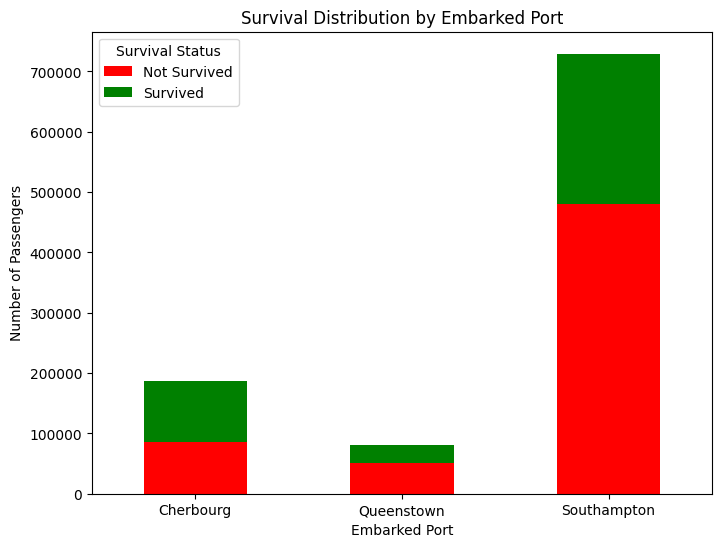 Survival Distribution by Embarked Port
Survival Status
Not Survived
Survived
700000
600000
500000
400000
300000
200000
100000
0
Number of Passengers
Cherbourg
Queenstown
Southampton
Embarked Port